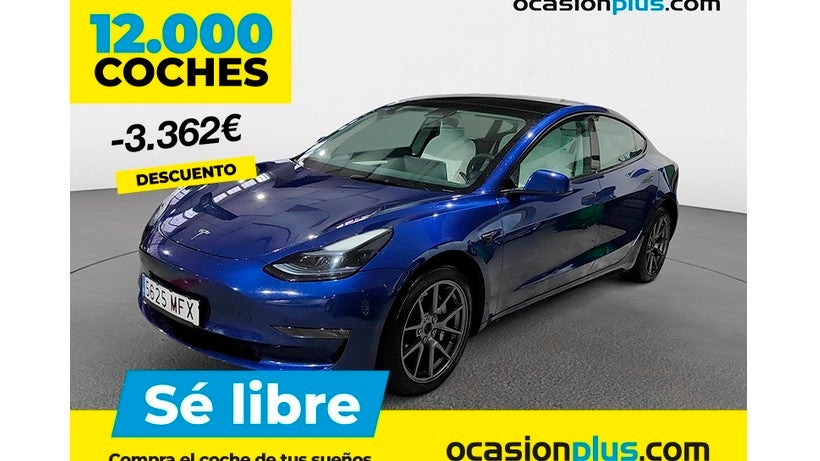 ocasionplus.com
12.000
COCHES
-3.362€
DESCUENTO
5625 MFX
Sé libre
Compra el coche de tus sueños
ocasionplus.com